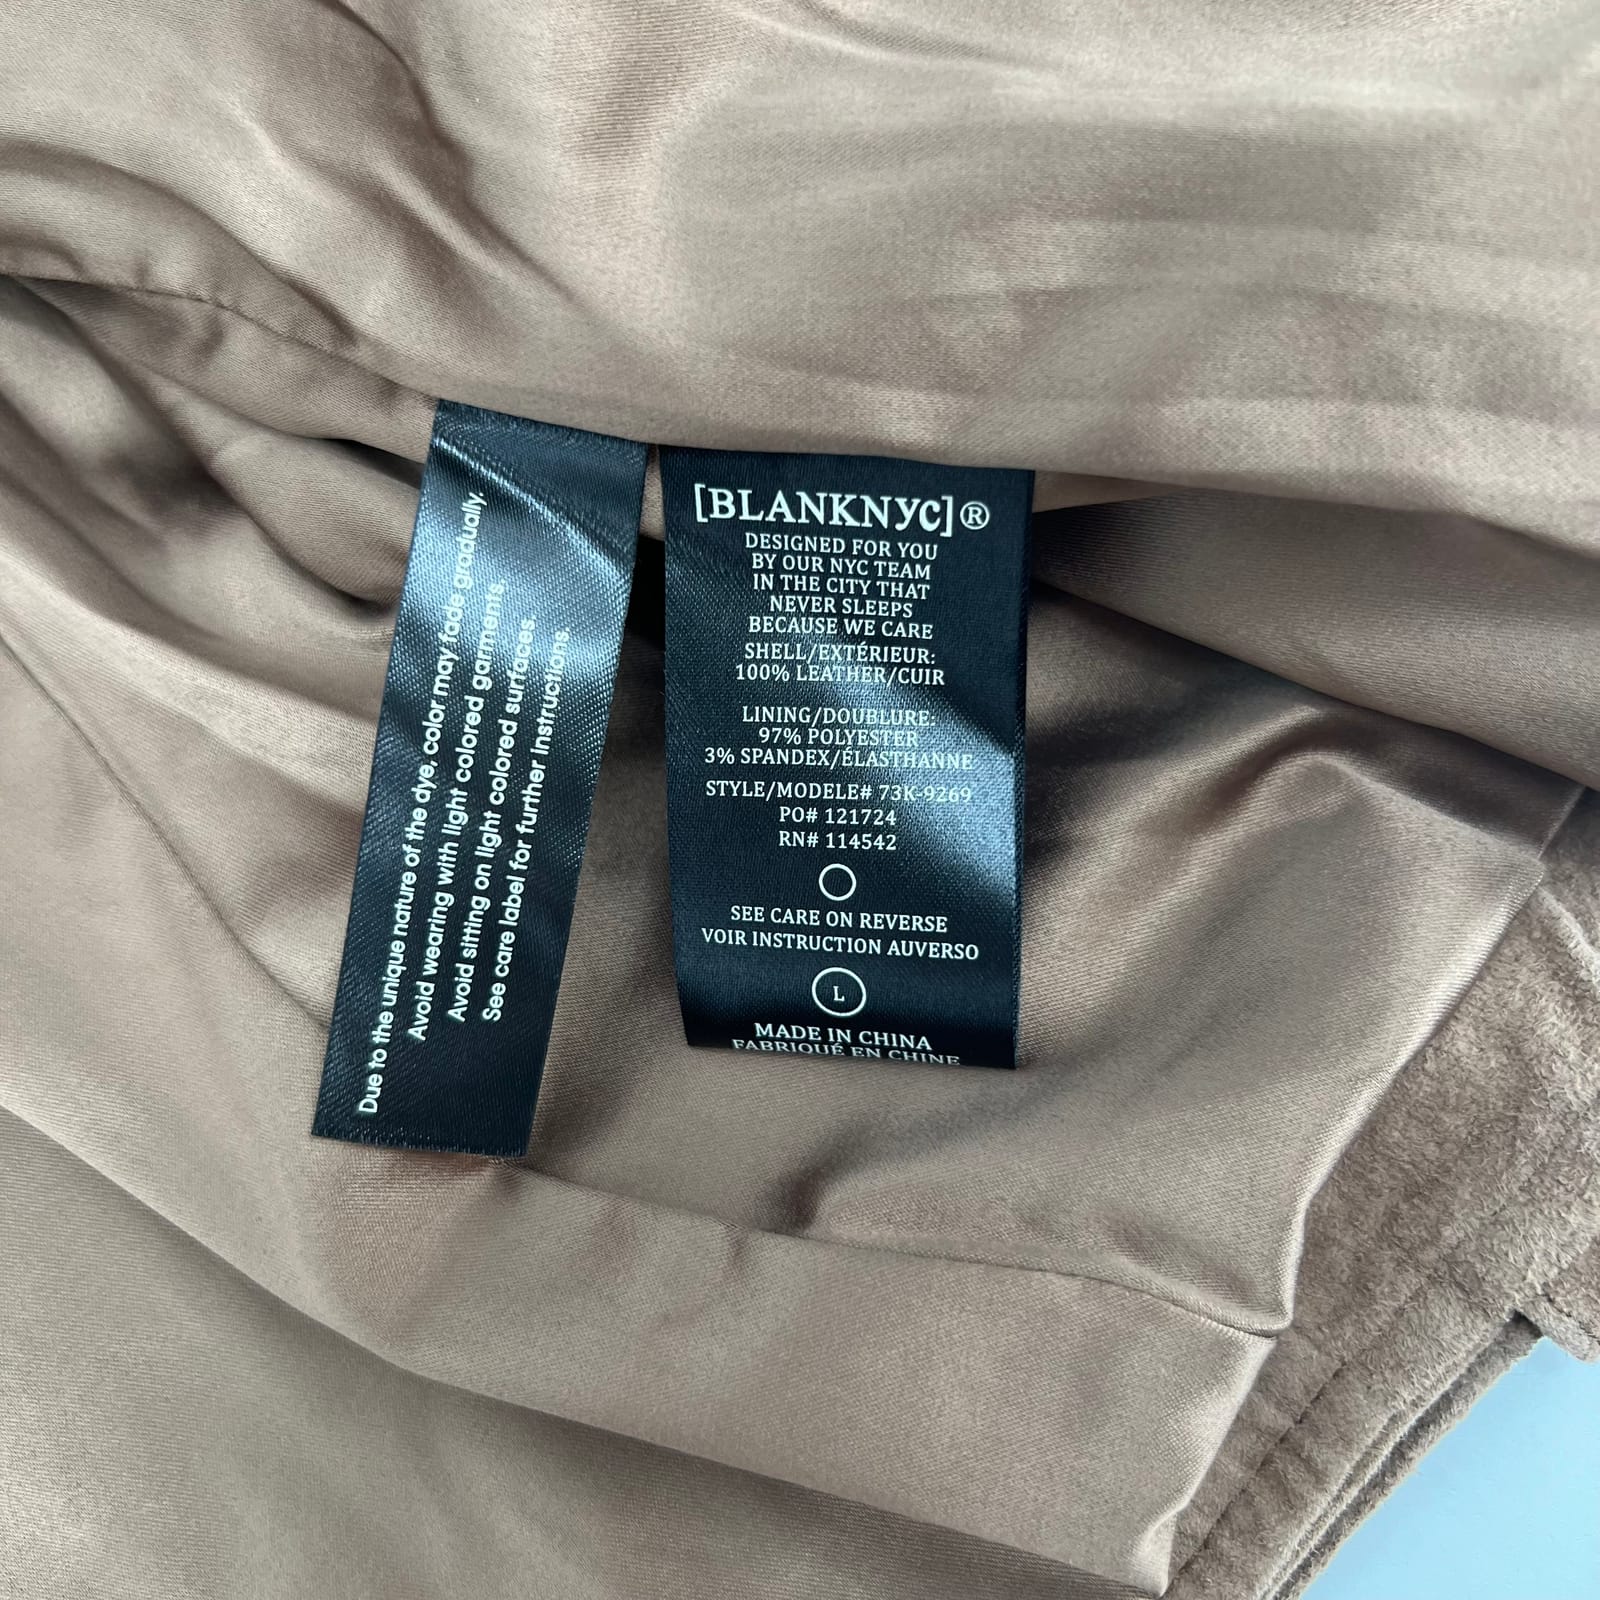 Due to the unique nature of the dye, color may fade gradually.
Avoid wearing with light colored garments.
Avoid sitting on light colored surfaces.
See care label for further instructions.
[BLANKNYC]®
DESIGNED FOR YOU
BY OUR NYC TEAM
IN THE CITY THAT
NEVER SLEEPS
BECAUSE WE CARE
SHELL/EXTÉRIEUR:
100% LEATHER/CUIR
LINING/DOUBLURE:
97% POLYESTER
3% SPANDEX/ÉLASTHANNE
STYLE/MODELE# 73K-9269
PO# 121724
RN# 114542
SEE CARE ON REVERSE
VOIR INSTRUCTION AUVERSO
L
MADE IN CHINA
FABRIQUÉ EN CHINE